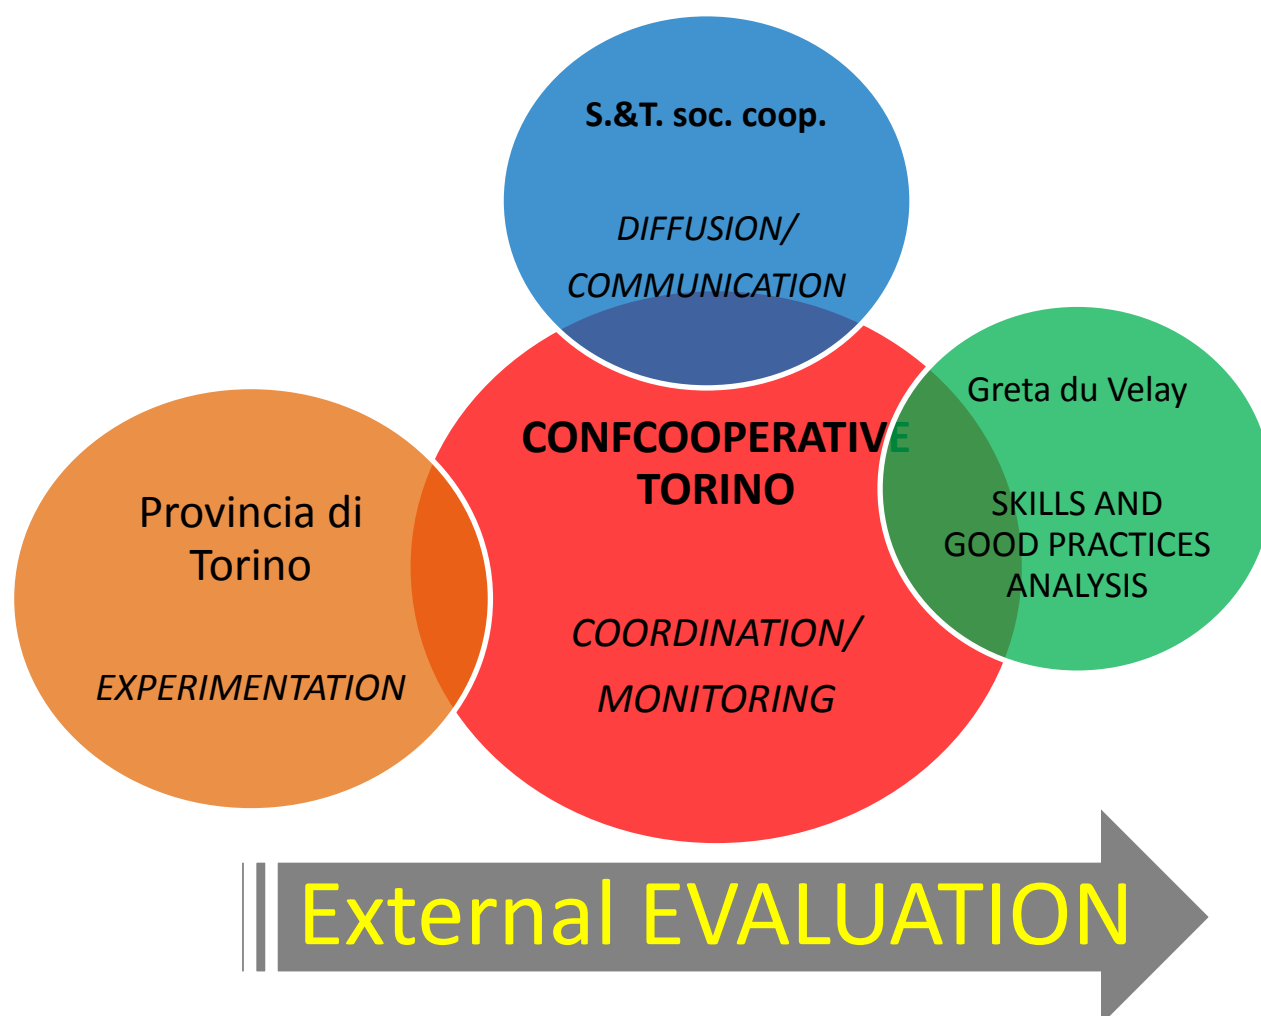 S.&T. soc. coop.
DIFFUSION/
COMMUNICATION
Greta du Velay
SKILLS AND
GOOD PRACTICES
ANALYSIS
CONFCOOPERATIVE
TORINO
COORDINATION/
MONITORING
Provincia di
Torino
EXPERIMENTATION
External EVALUATION